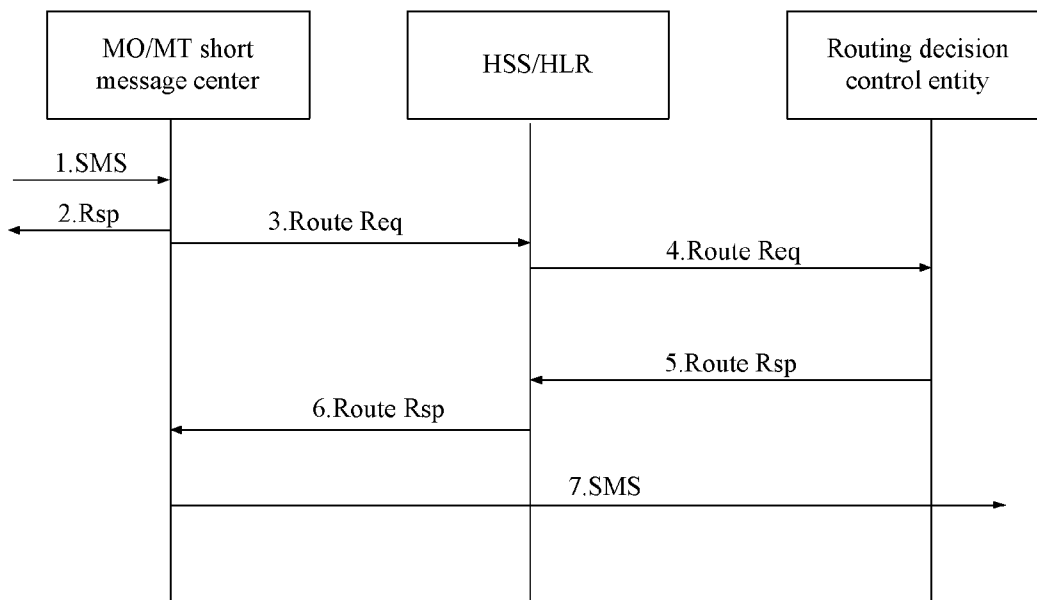 MO/MT short
message center
HSS/HLR
Routing decision
control entity
1.SMS
2.Rsp
3.Route Req
4.Route Req
5.Route Rsp
6.Route Rsp
7.SMS